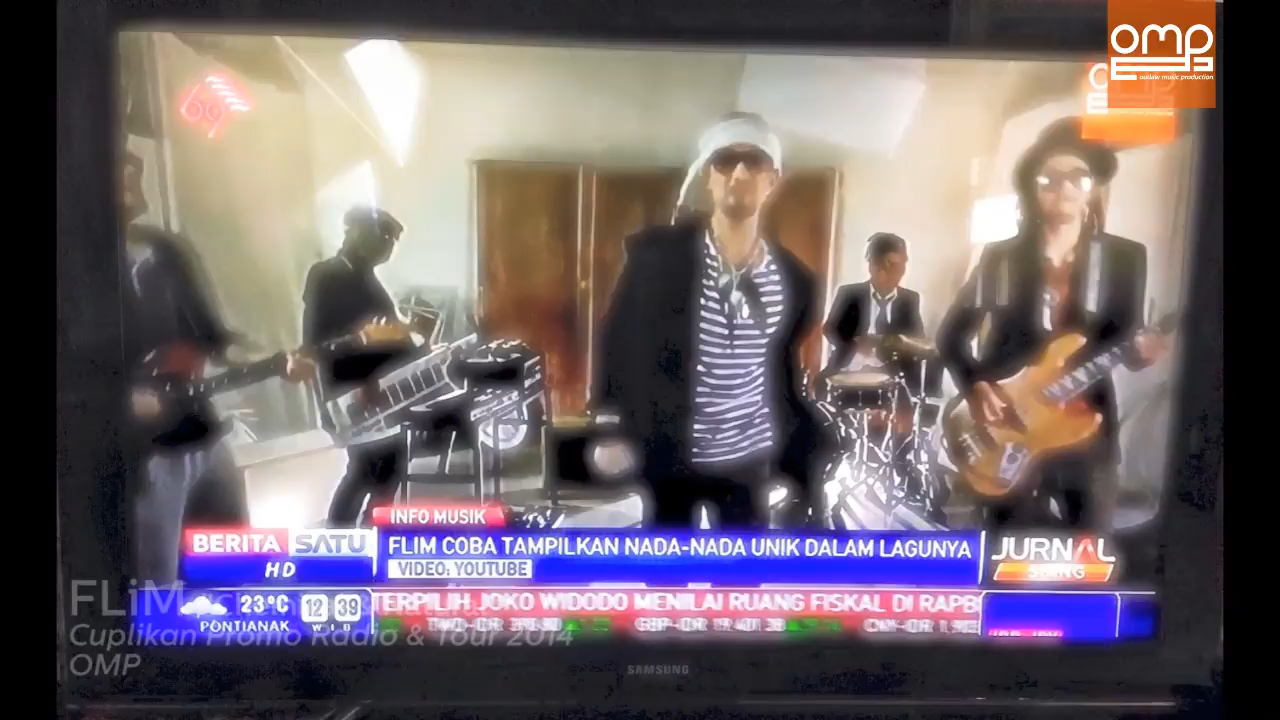 omp
outlaw music production
69
INFO MUSIK
BERITA SATU
HD
FLIM COBA TAMPILKAN NADA-NADA UNIK DALAM LAGUNYA
VIDEO: YOUTUBE
JURNAL
SIANG
23°C
PONTIANAK
12 39
WIB
TERPILIH JOKO WIDODO MENILAI RUANG FISKAL DI RAPB
FLiM
Cuplikan Promo Radio & Tour 2014
OMP
SAMSUNG